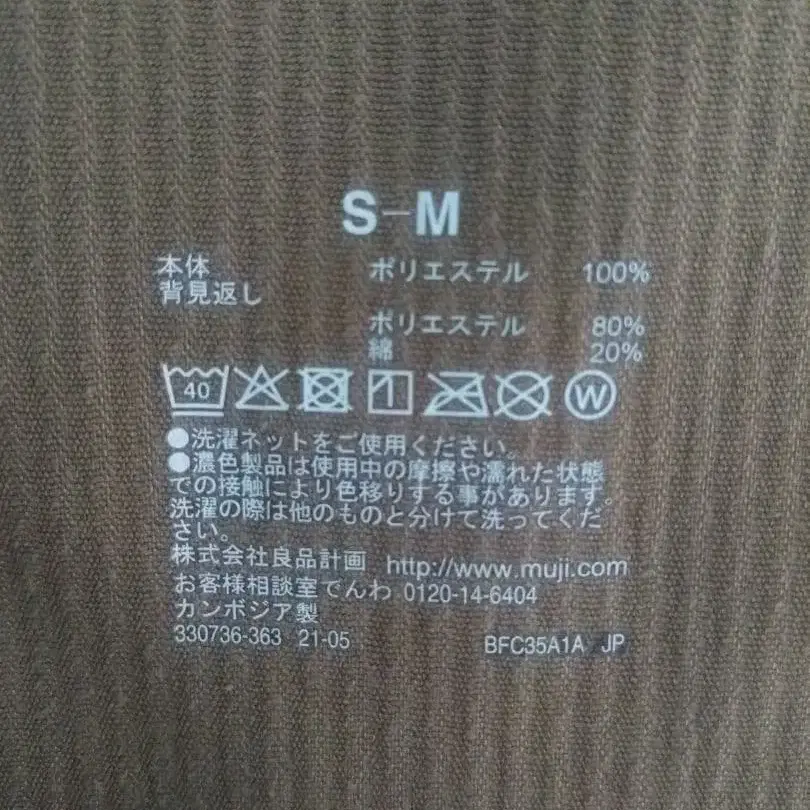 S-M
本体 ポリエステル 100%
背見返し
ポリエステル 80%
綿 20%
40 W
●洗濯ネットをご使用ください。
●濃色製品は使用中の摩擦や濡れた状態
での接触により色移りする事があります。
洗濯の際は他のものと分けて洗ってくだ
さい。
株式会社良品計画 http://www.muji.com
お客様相談室でんわ 0120-14-6404
カンボジア製
330736-363 21-05 BFC35A1A JP